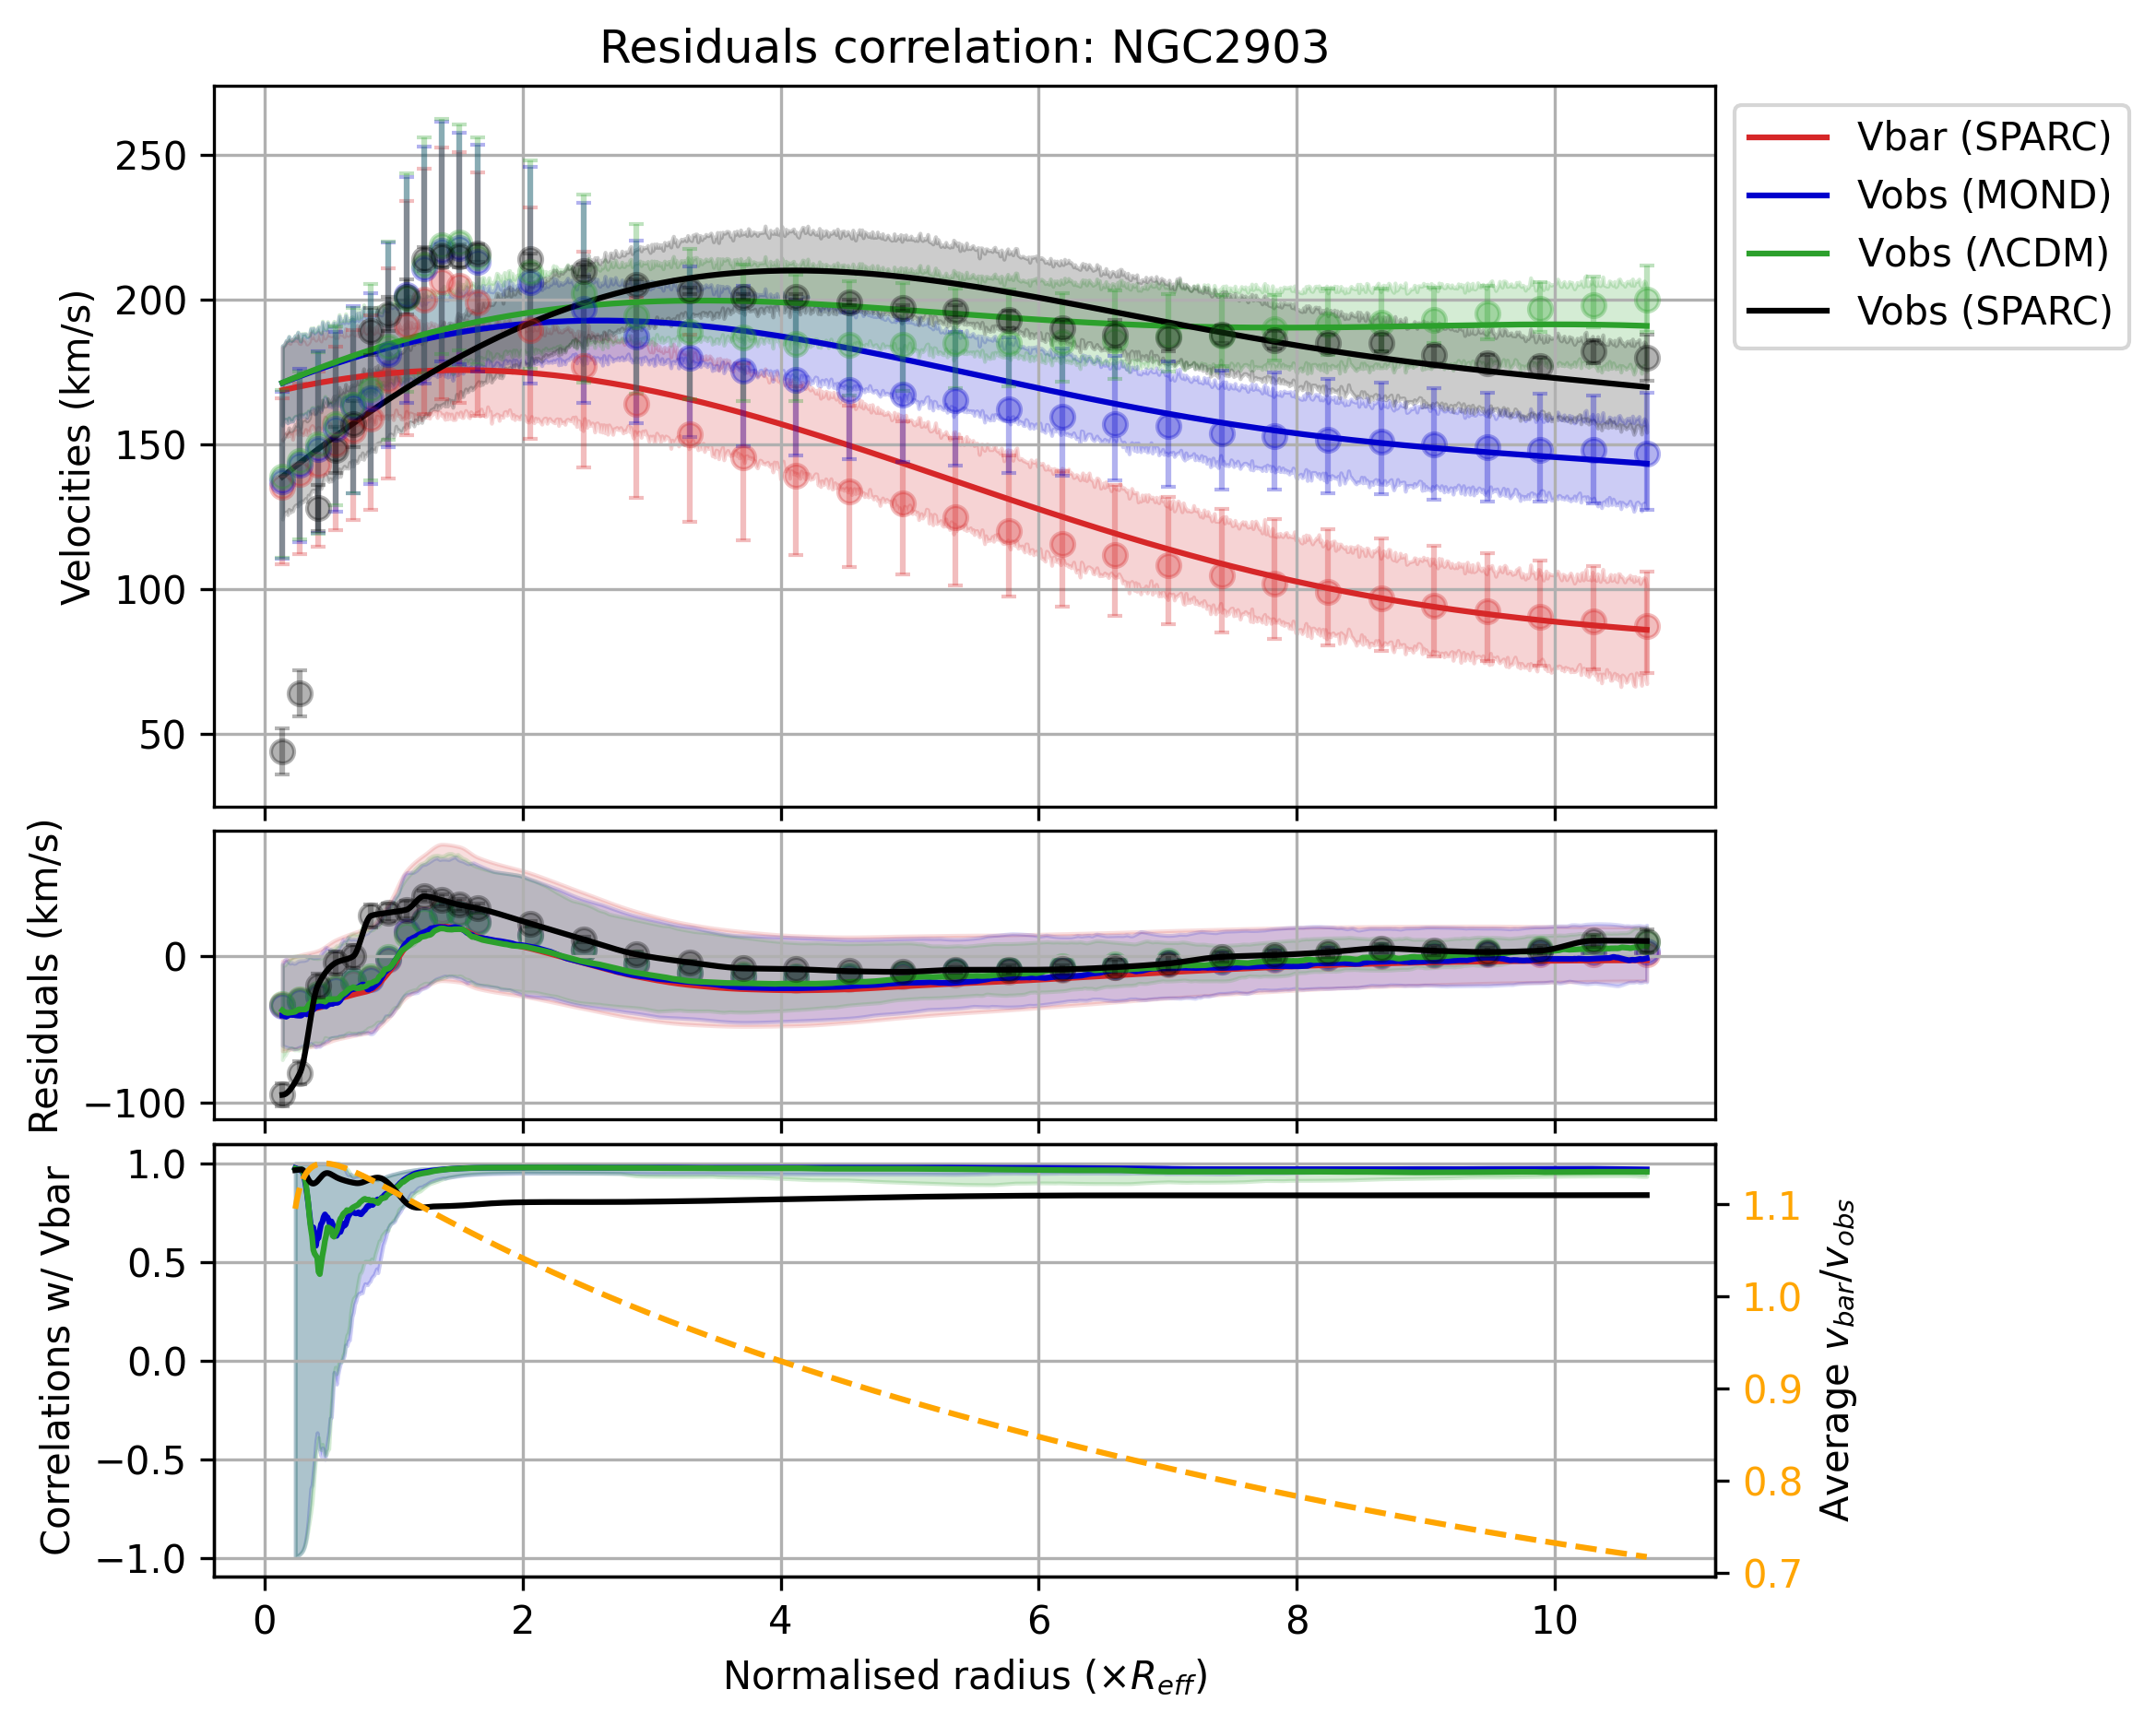 Residuals correlation: NGC2903
Velocities (km/s)
250
200
150
100
50
Vbar (SPARC)
Vobs (MOND)
Vobs (ΛCDM)
Vobs (SPARC)
Residuals (km/s)
0
−100
Correlations w/ Vbar
1.0
0.5
0.0
−0.5
−1.0
1.1
1.0
0.9
0.8
0.7
Average v_bar/v_obs
0 2 4 6 8 10
Normalised radius (×R_eff)